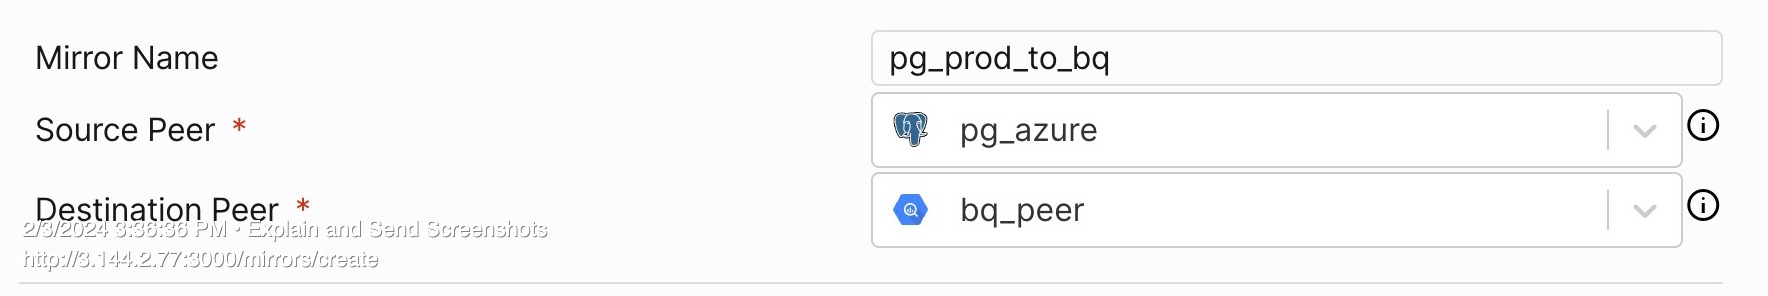 Mirror Name
pg_prod_to_bq
Source Peer *
pg_azure
Destination Peer *
bq_peer
2/3/2024 3:36:36 PM • Explain and Send Screenshots
http://3.144.2.77:3000/mirrors/create